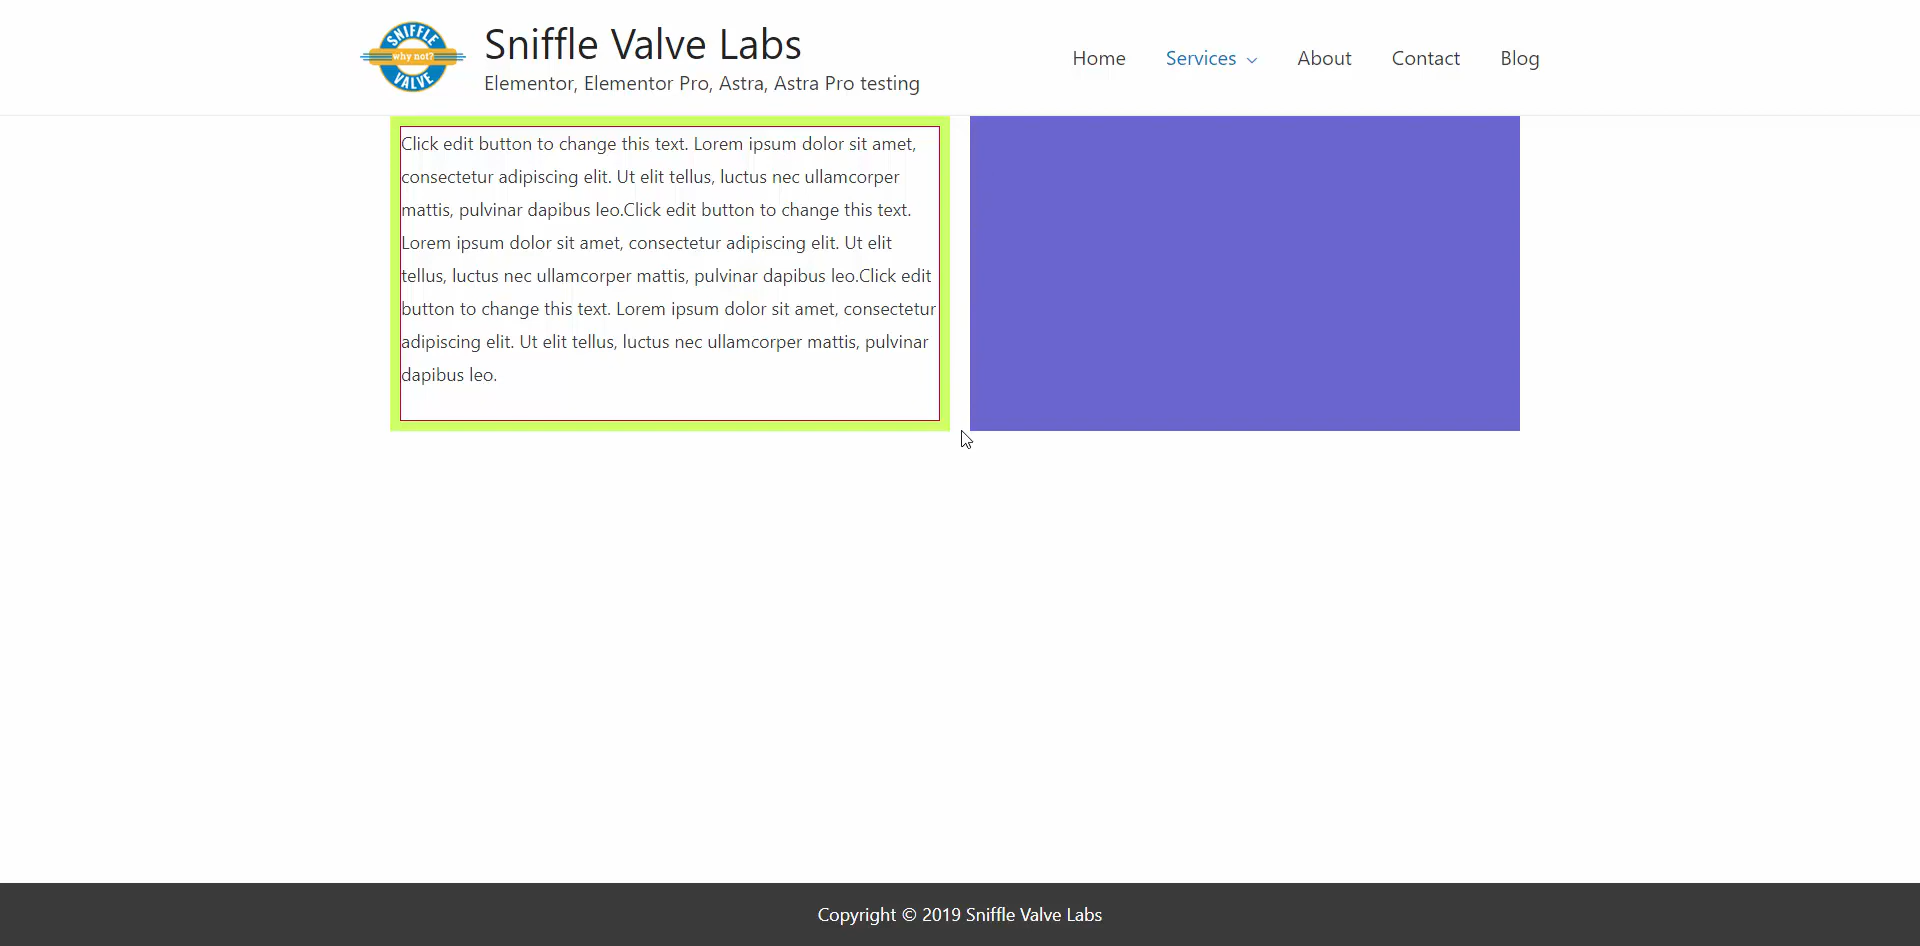 SNIFFLE
why not?
VALVE
Sniffle Valve Labs
Elementor, Elementor Pro, Astra, Astra Pro testing
Home Services About Contact Blog
Click edit button to change this text. Lorem ipsum dolor sit amet,
consectetur adipiscing elit. Ut elit tellus, luctus nec ullamcorper
mattis, pulvinar dapibus leo.Click edit button to change this text.
Lorem ipsum dolor sit amet, consectetur adipiscing elit. Ut elit
tellus, luctus nec ullamcorper mattis, pulvinar dapibus leo.Click edit
button to change this text. Lorem ipsum dolor sit amet, consectetur
adipiscing elit. Ut elit tellus, luctus nec ullamcorper mattis, pulvinar
dapibus leo.
Copyright © 2019 Sniffle Valve Labs